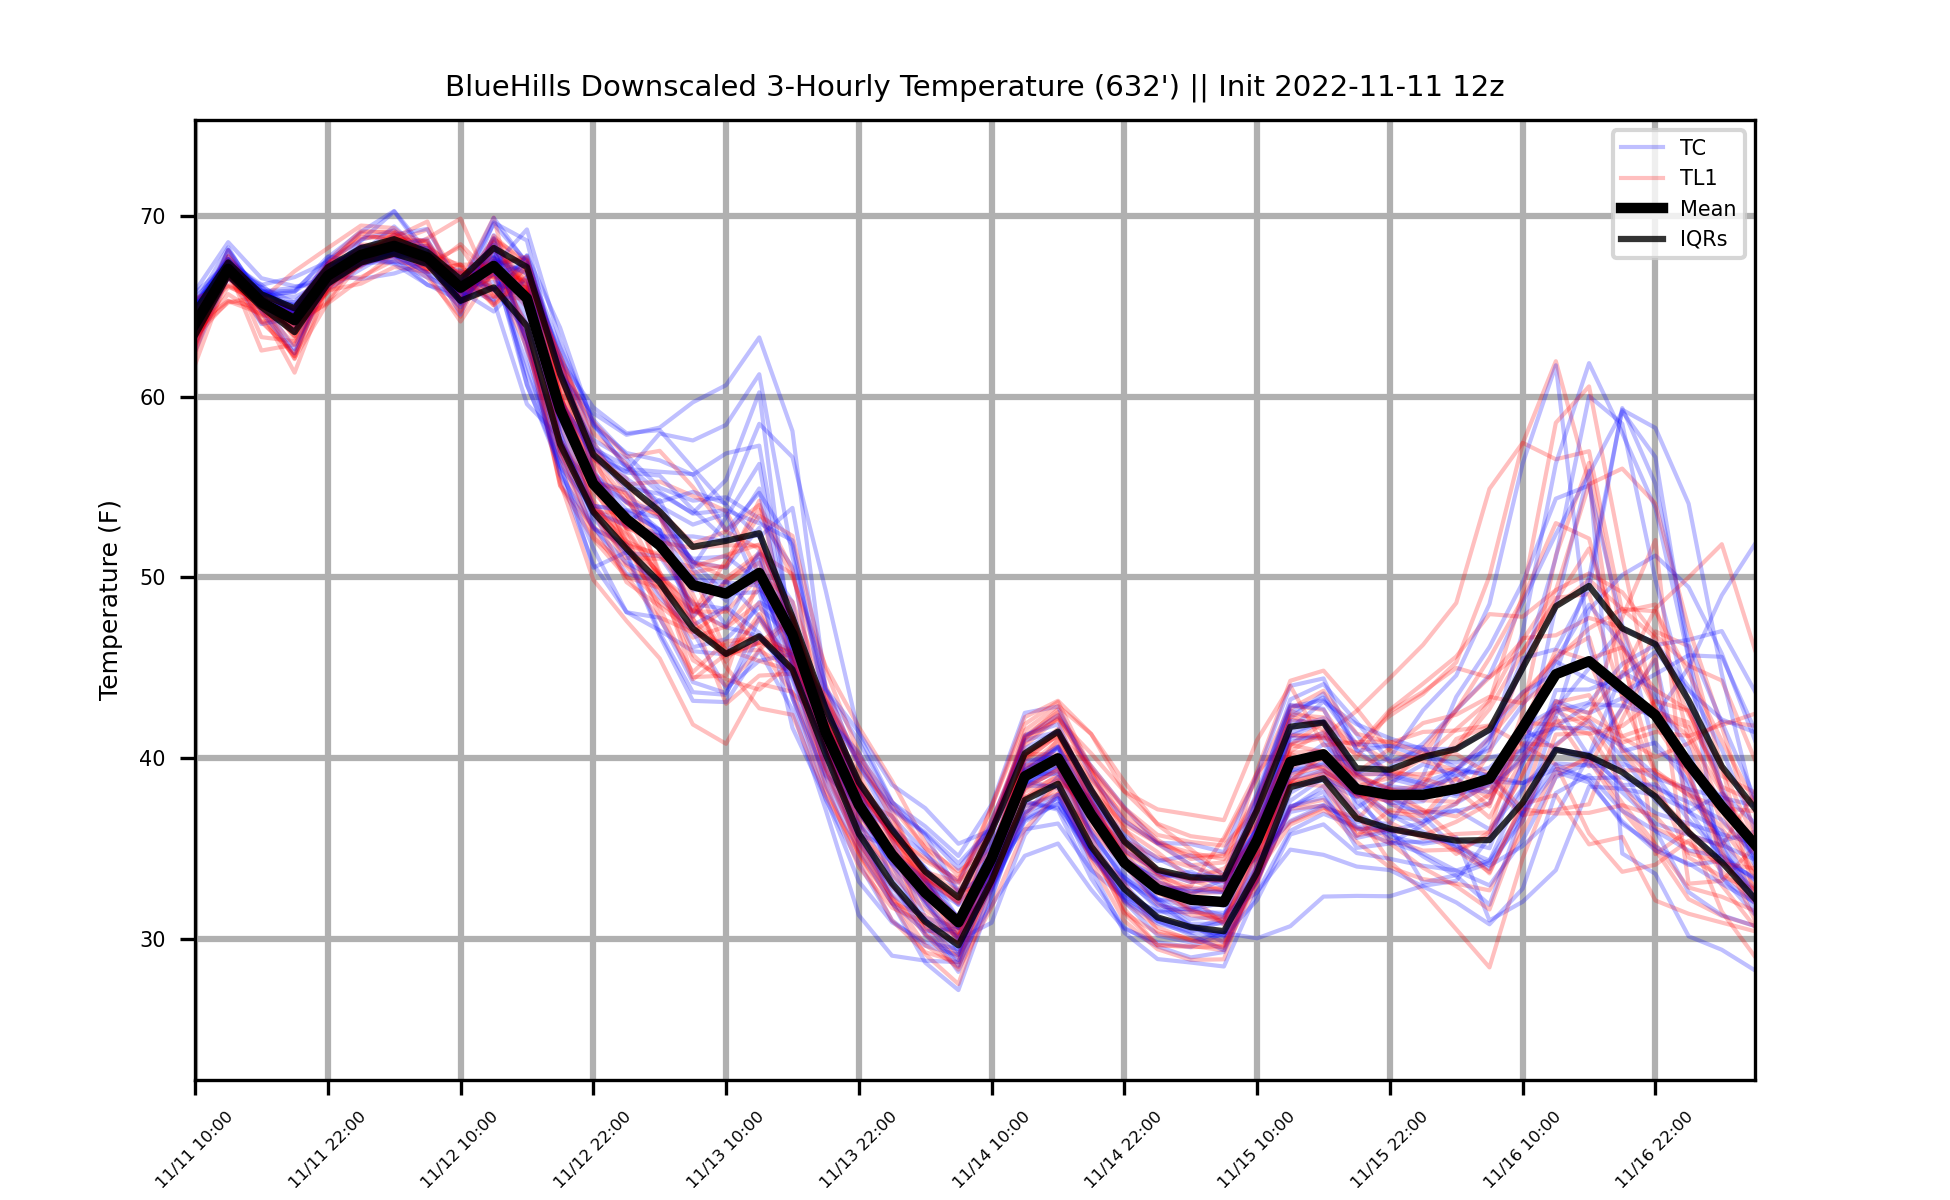 BlueHills Downscaled 3-Hourly Temperature (632') || Init 2022-11-11 12z
TC
TL1
Mean
IQRs
Temperature (F)
70
60
50
40
30
11/11 10:00
11/11 22:00
11/12 10:00
11/12 22:00
11/13 10:00
11/13 22:00
11/14 10:00
11/14 22:00
11/15 10:00
11/15 22:00
11/16 10:00
11/16 22:00